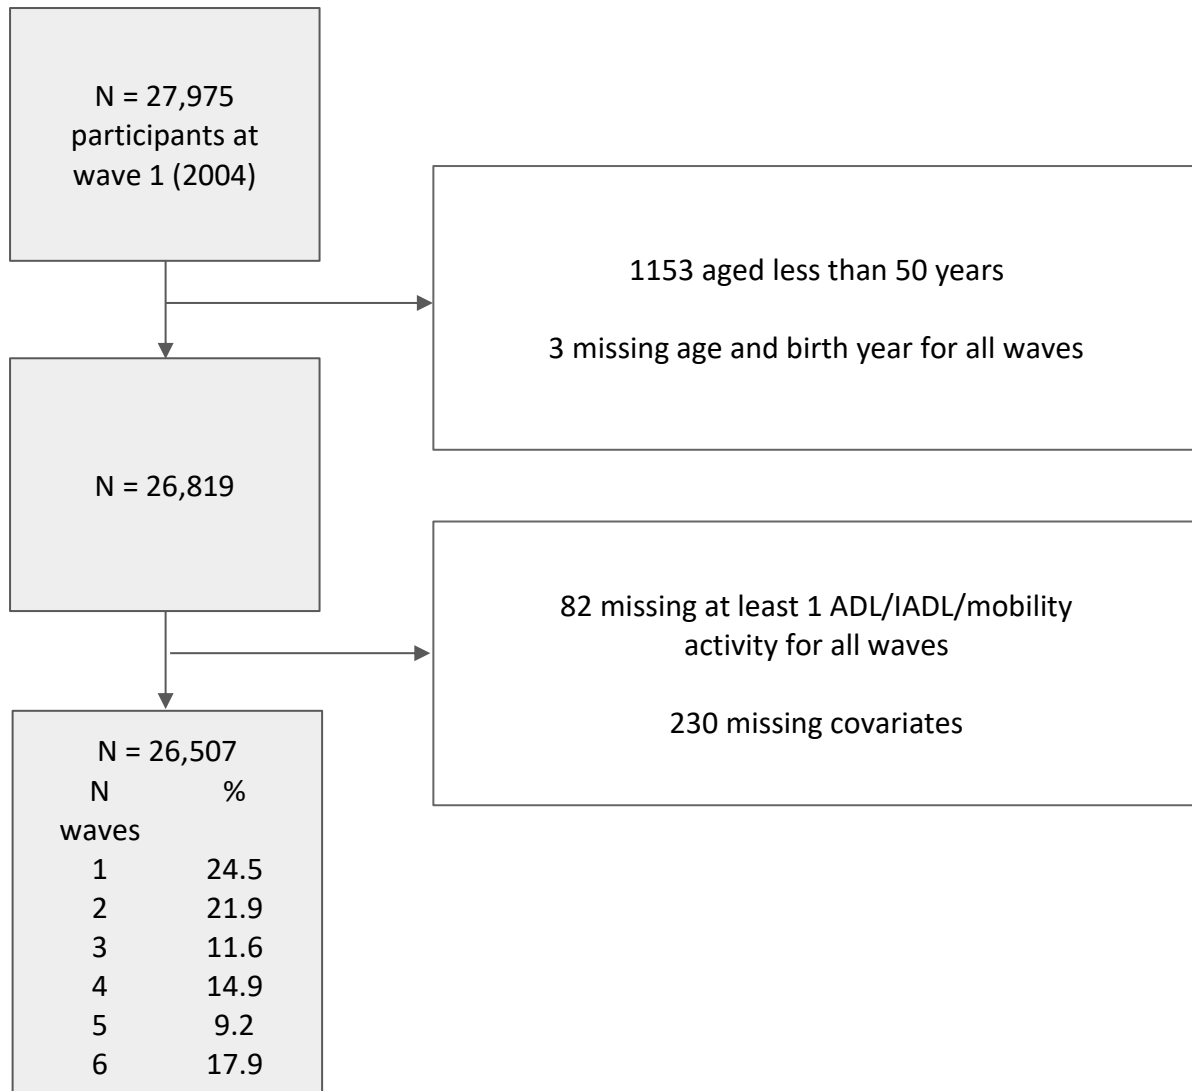 N = 27,975
participants at
wave 1 (2004)
1153 aged less than 50 years
3 missing age and birth year for all waves
N = 26,819
82 missing at least 1 ADL/IADL/mobility
activity for all waves
230 missing covariates
N = 26,507
N %
waves
1 24.5
2 21.9
3 11.6
4 14.9
5 9.2
6 17.9